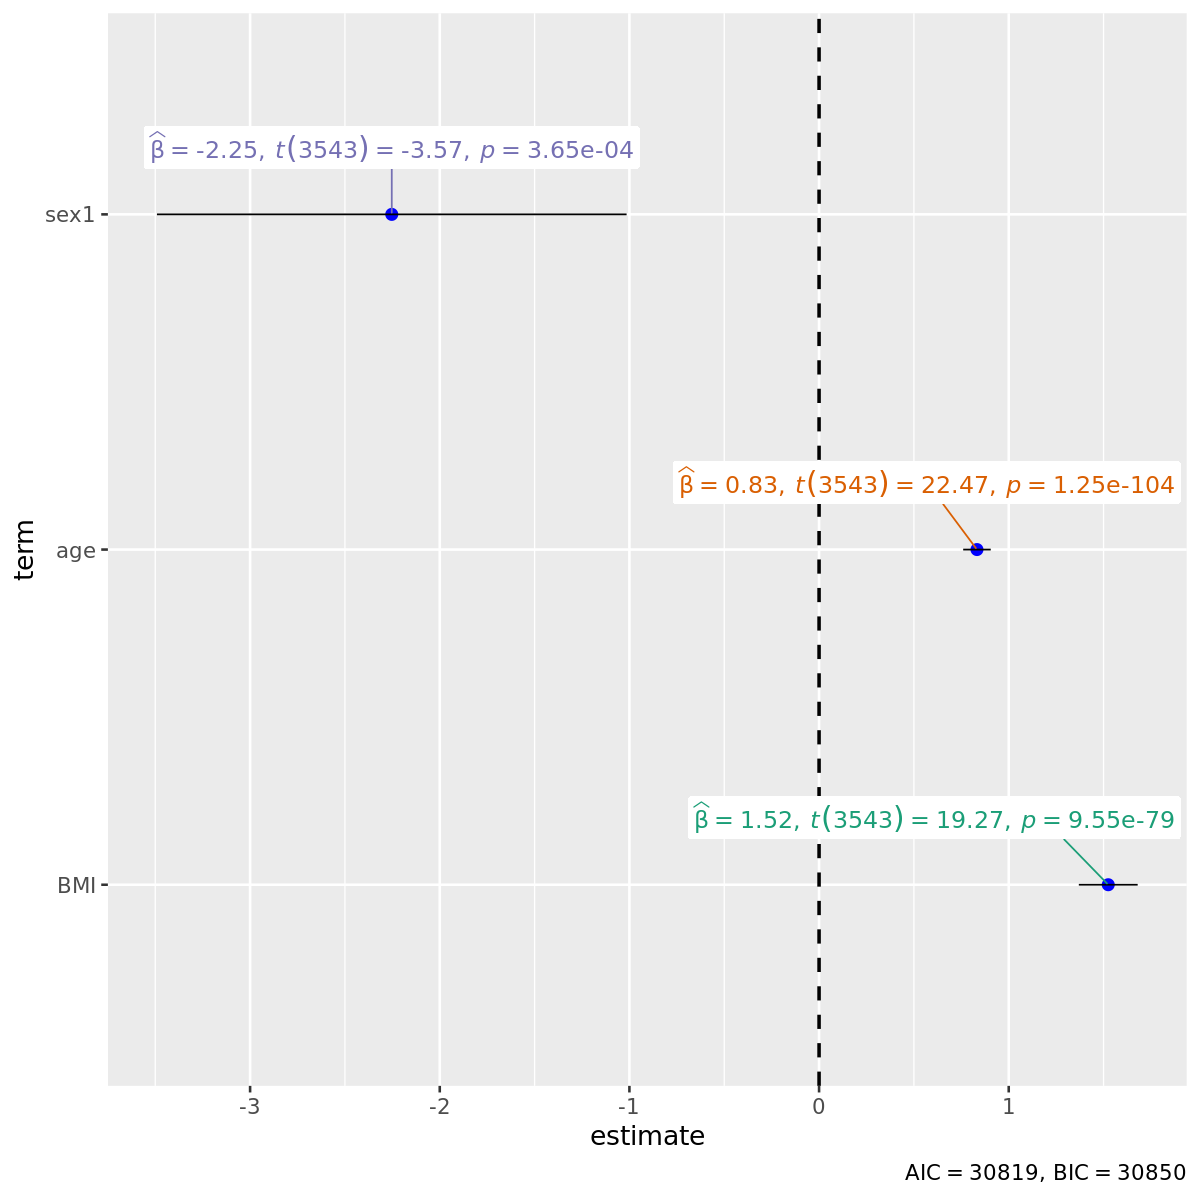 β̂ = -2.25, t(3543) = -3.57, p = 3.65e-04
sex1
β̂ = 0.83, t(3543) = 22.47, p = 1.25e-104
age
term
β̂ = 1.52, t(3543) = 19.27, p = 9.55e-79
BMI
-3 -2 -1 0 1
estimate
AIC = 30819, BIC = 30850